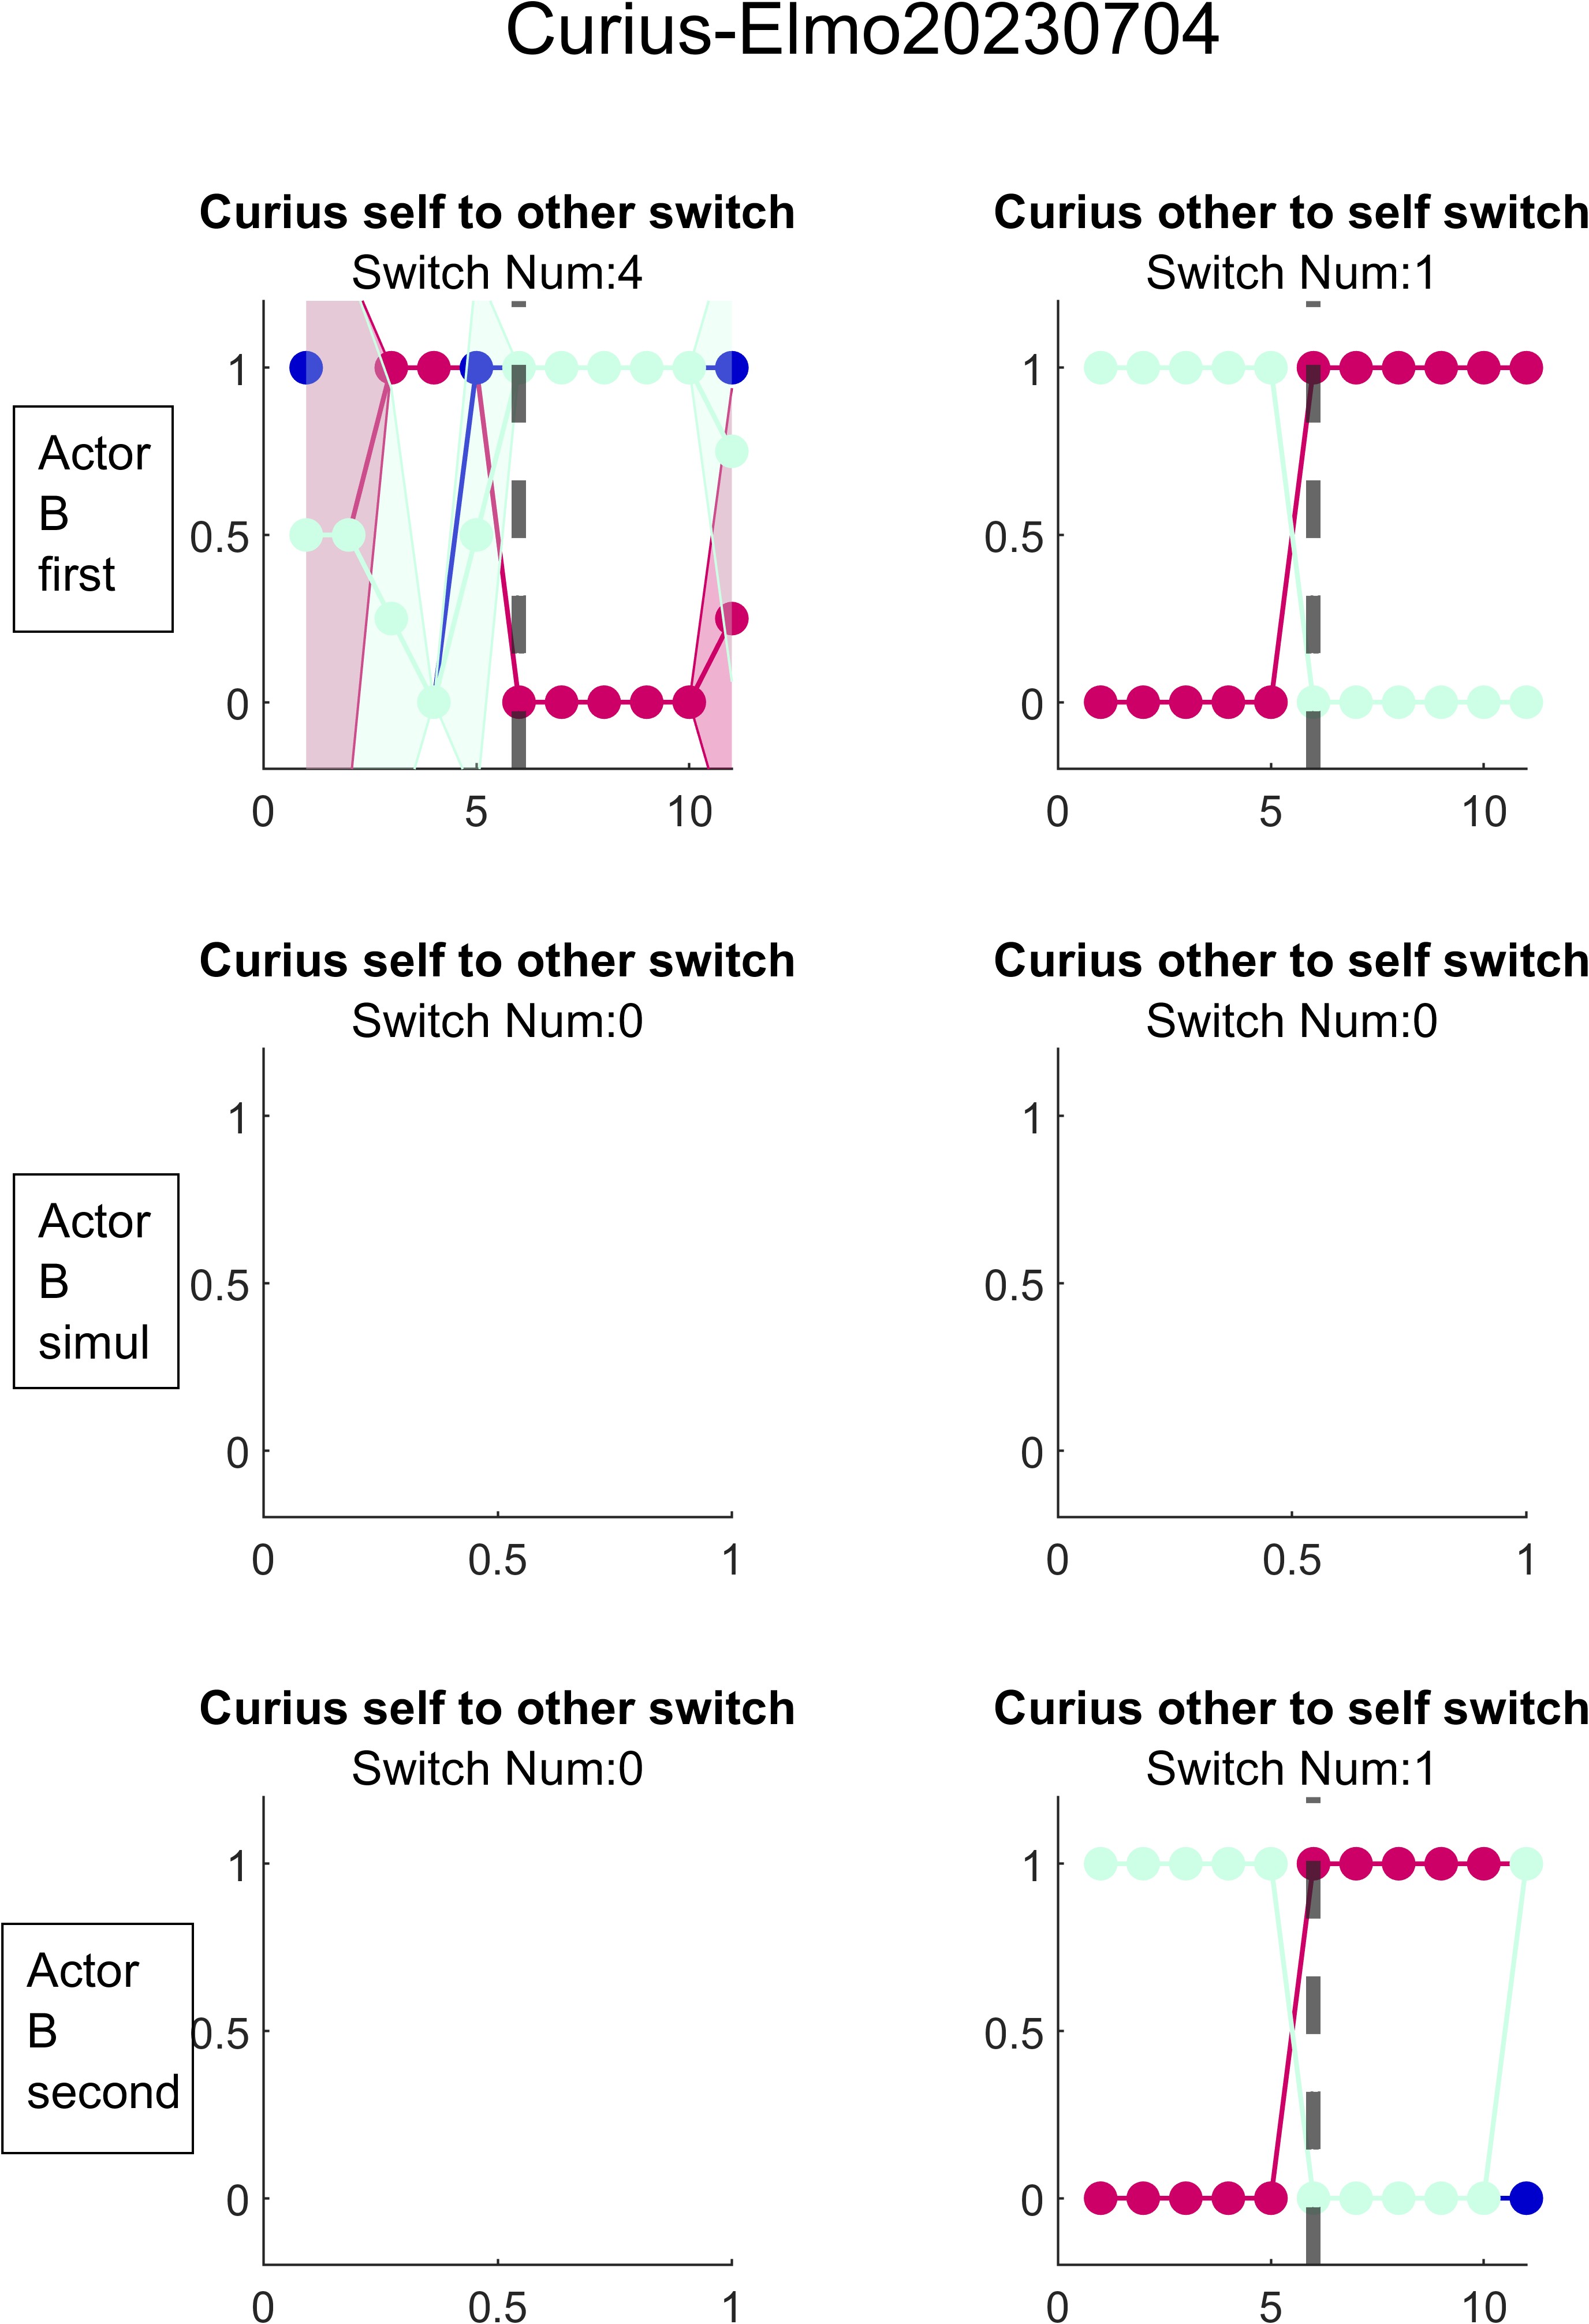 Curius-Elmo20230704
Curius self to other switch
Switch Num:4
Curius other to self switch
Switch Num:1
Actor
B
first
1
0.5
0
0
5
10
1
0.5
0
0
5
10
Curius self to other switch
Switch Num:0
Curius other to self switch
Switch Num:0
Actor
B
simul
1
0.5
0
0
0.5
1
1
0.5
0
0
0.5
1
Curius self to other switch
Switch Num:0
Curius other to self switch
Switch Num:1
Actor
B
second
1
0.5
0
0
0.5
1
1
0.5
0
0
5
10